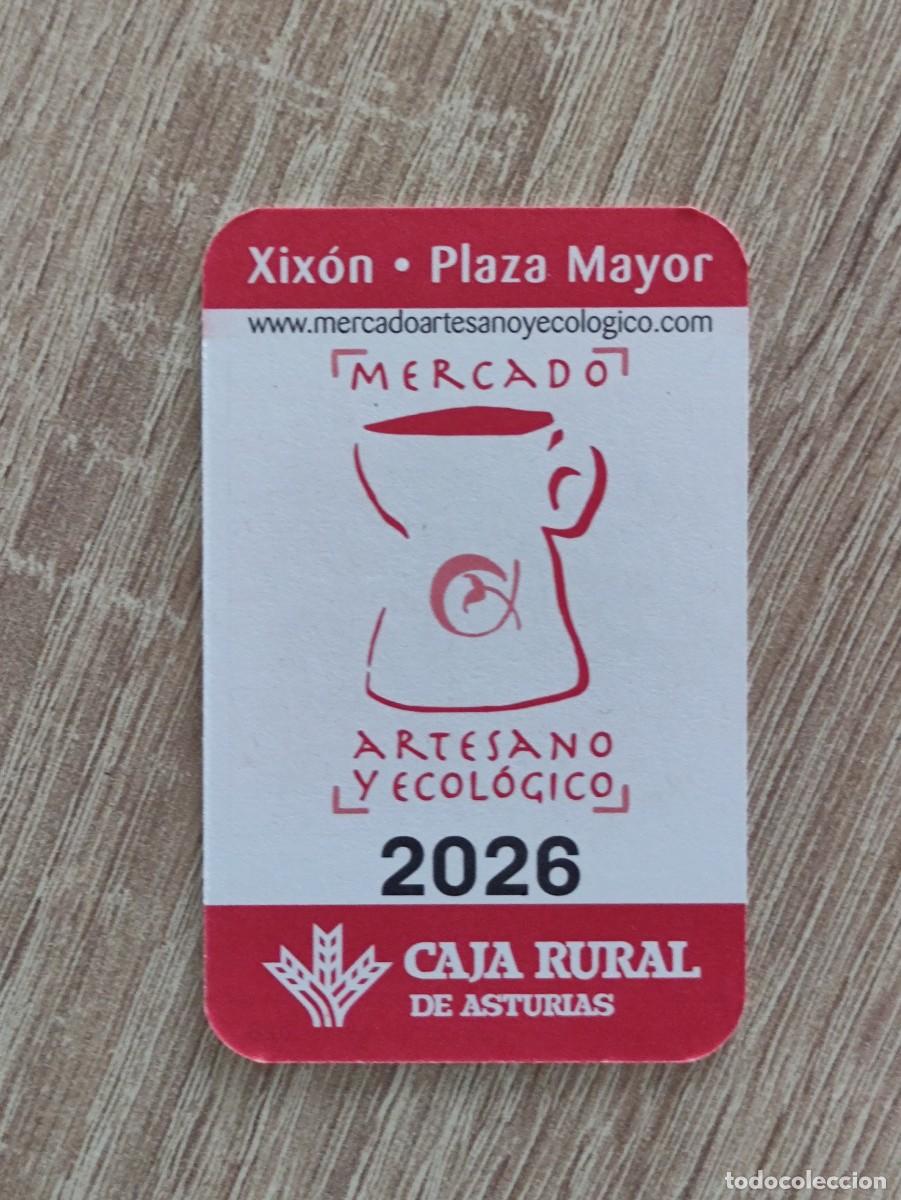 Xixón • Plaza Mayor
www.mercadoartesanoyecologico.com
MERCADO
ARTESANO
Y ECOLÓGICO
2026
CAJA RURAL
DE ASTURIAS
todocoleccion